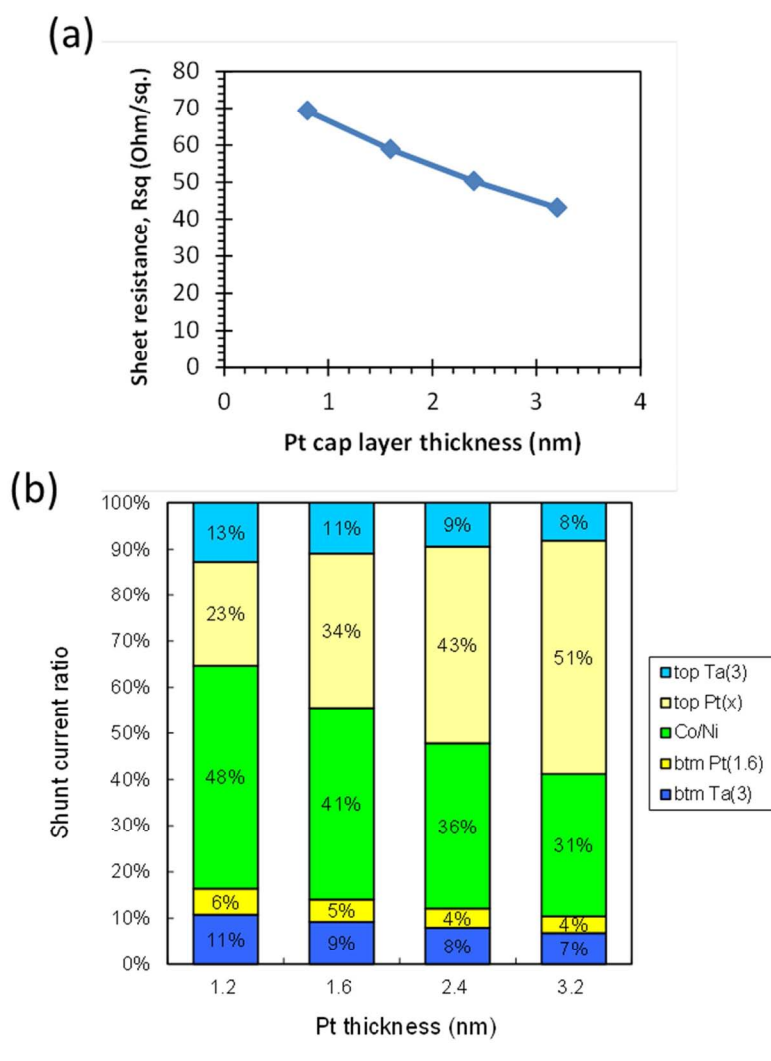 (a)
Sheet resistance, Rsq (Ohm/sq.)
80
70
60
50
40
30
20
10
0
0 1 2 3 4
Pt cap layer thickness (nm)
(b)
Shunt current ratio
100%
90%
80%
70%
60%
50%
40%
30%
20%
10%
0%
13% 11% 9% 8%
23% 34% 43% 51%
48% 41% 36% 31%
6% 5% 4% 4%
11% 9% 8% 7%
1.2 1.6 2.4 3.2
Pt thickness (nm)
top Ta(3)
top Pt(x)
Co/Ni
btm Pt(1.6)
btm Ta(3)